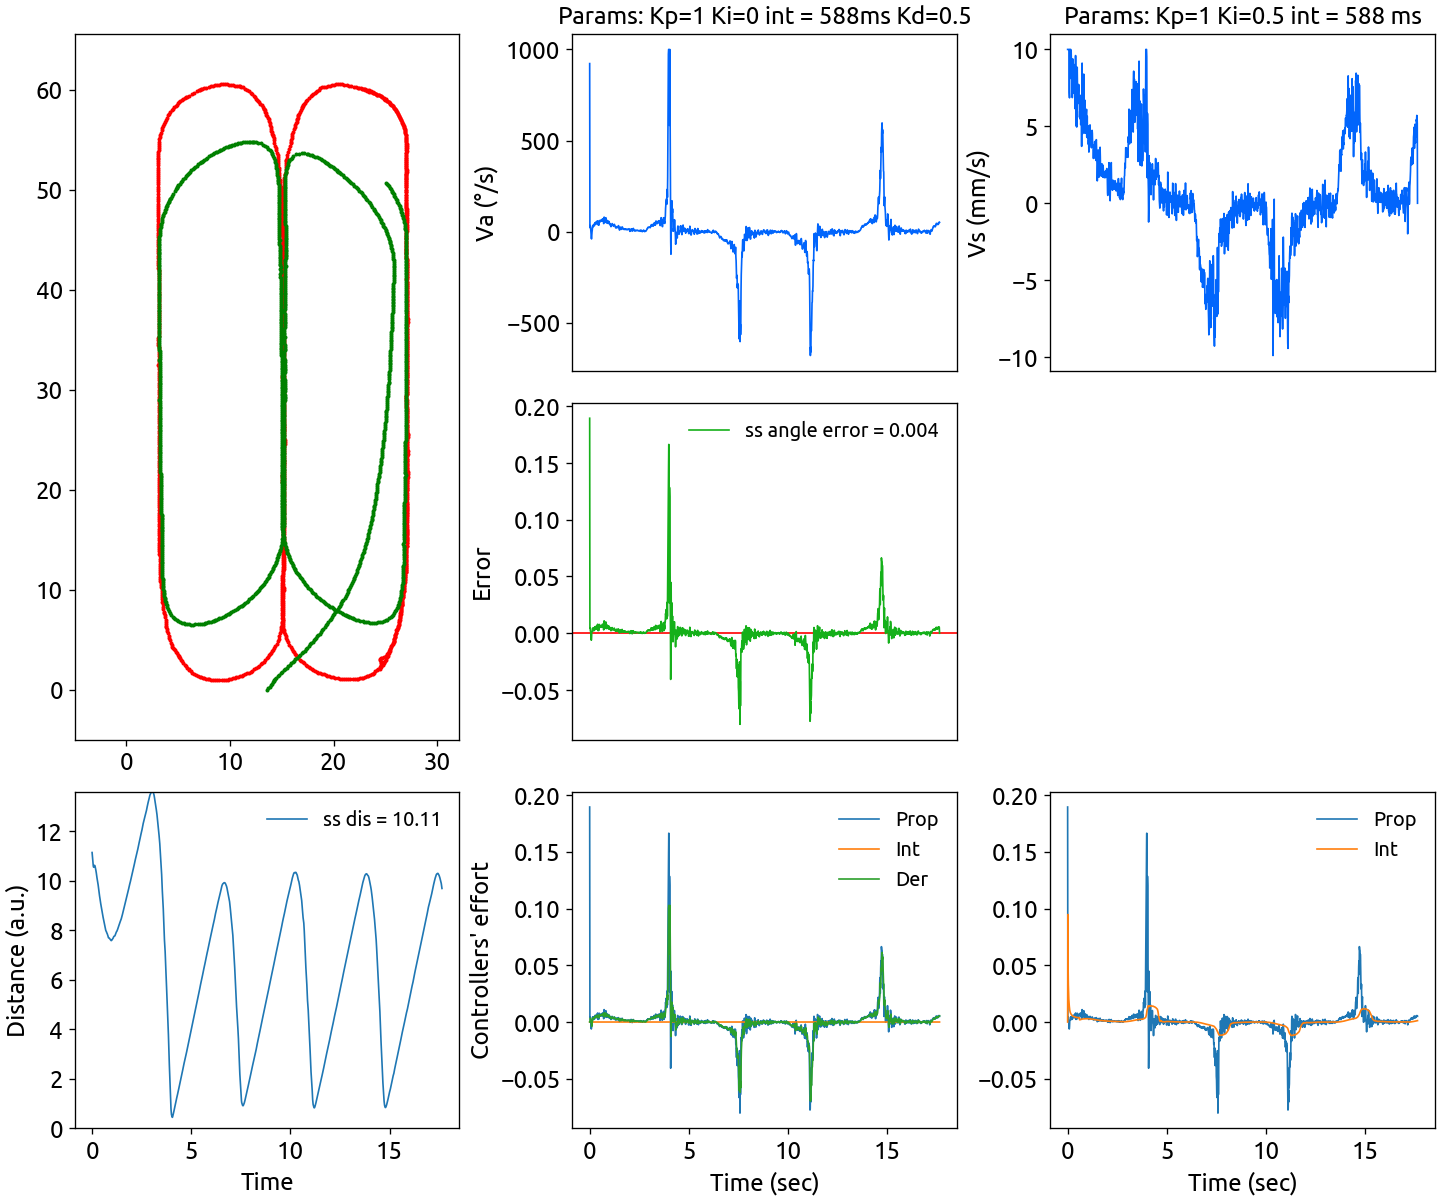 Params: Kp=1 Ki=0 int = 588ms Kd=0.5
Params: Kp=1 Ki=0.5 int = 588 ms
60
50
40
30
20
10
0
0 10 20 30
Va (°/s)
1000
500
0
−500
Vs (mm/s)
10
5
0
−5
−10
Error
0.20
0.15
0.10
0.05
0.00
−0.05
ss angle error = 0.004
Distance (a.u.)
12
10
8
6
4
2
0
ss dis = 10.11
0 5 10 15
Time
Controllers' effort
0.20
0.15
0.10
0.05
0.00
−0.05
Prop
Int
Der
0 5 10 15
Time (sec)
0.20
0.15
0.10
0.05
0.00
−0.05
Prop
Int
0 5 10 15
Time (sec)